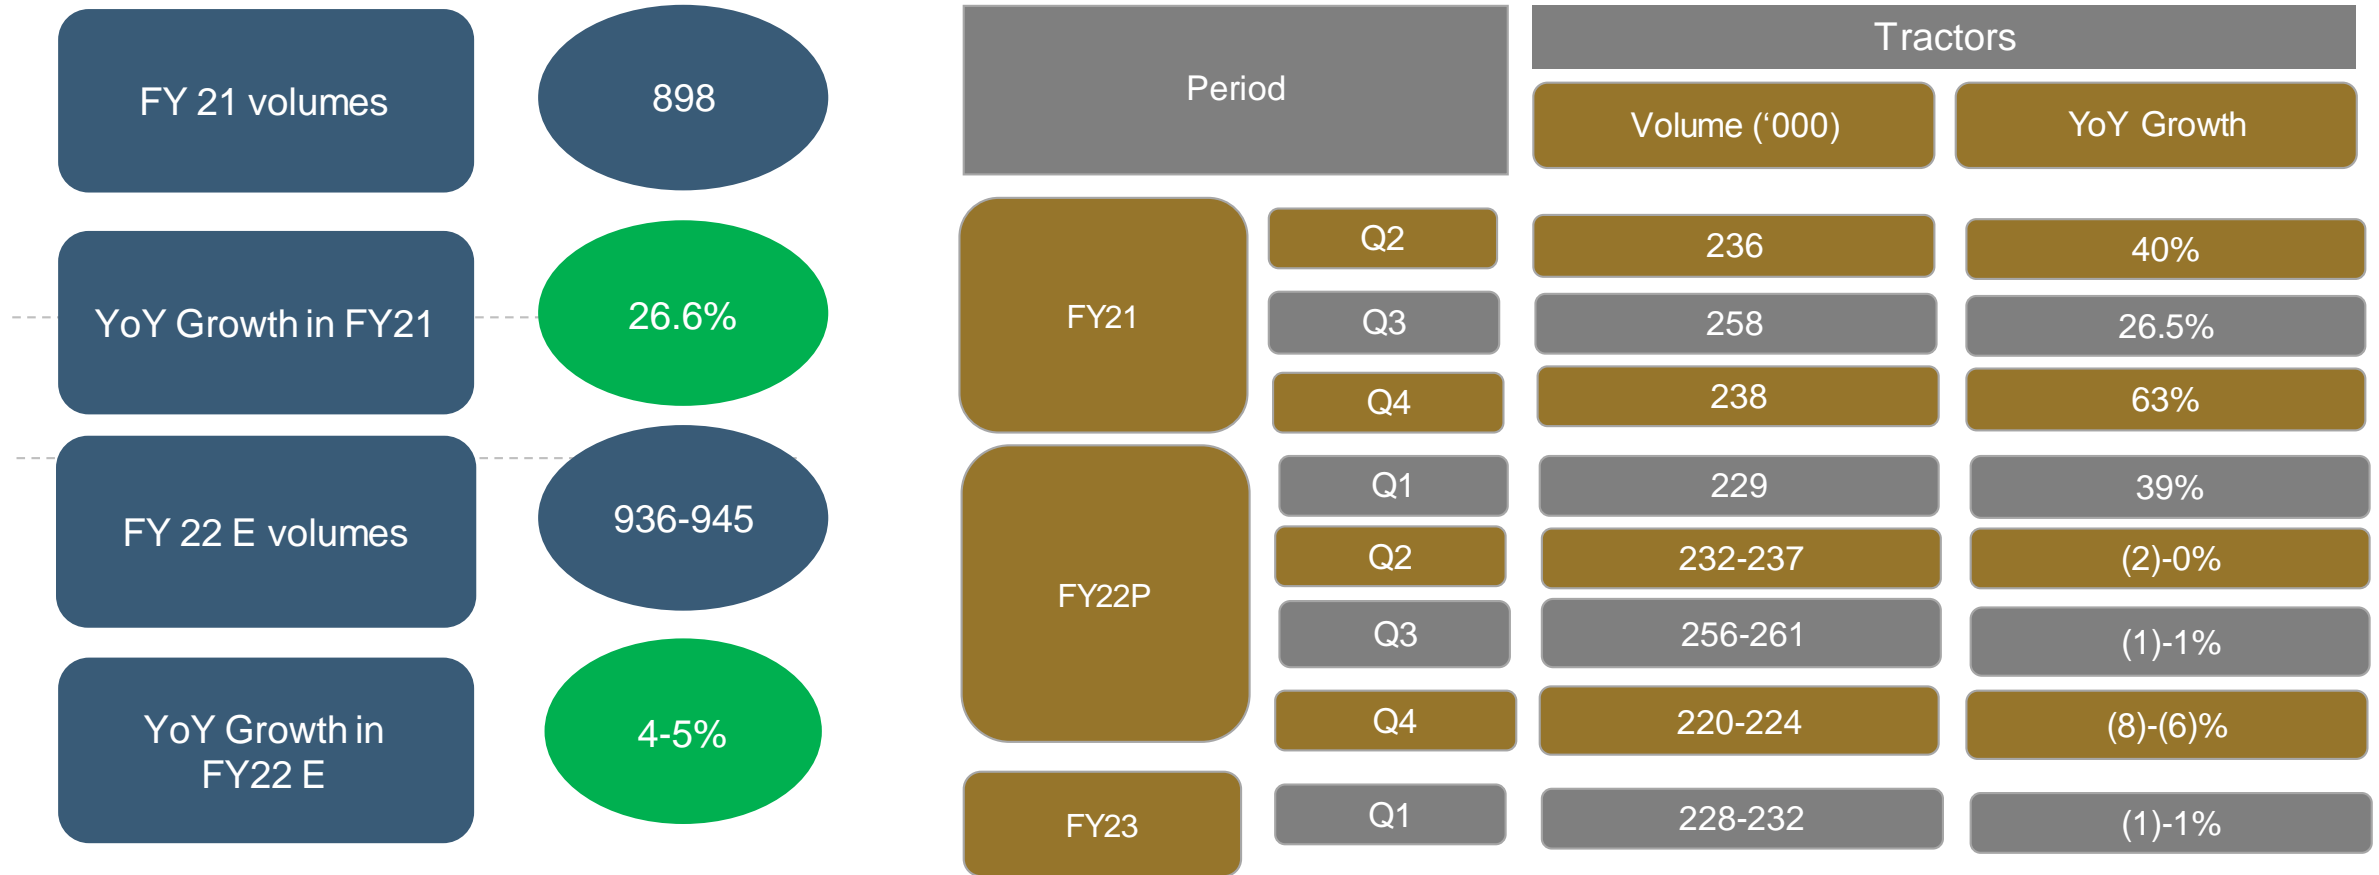 FY 21 volumes
898
YoY Growth in FY21
26.6%
FY 22 E volumes
936-945
YoY Growth in
FY22 E
4-5%
Period
Tractors
Volume (‘000)
YoY Growth
FY21
Q2
236
40%
Q3
258
26.5%
Q4
238
63%
FY22P
Q1
229
39%
Q2
232-237
(2)-0%
Q3
256-261
(1)-1%
Q4
220-224
(8)-(6)%
FY23
Q1
228-232
(1)-1%